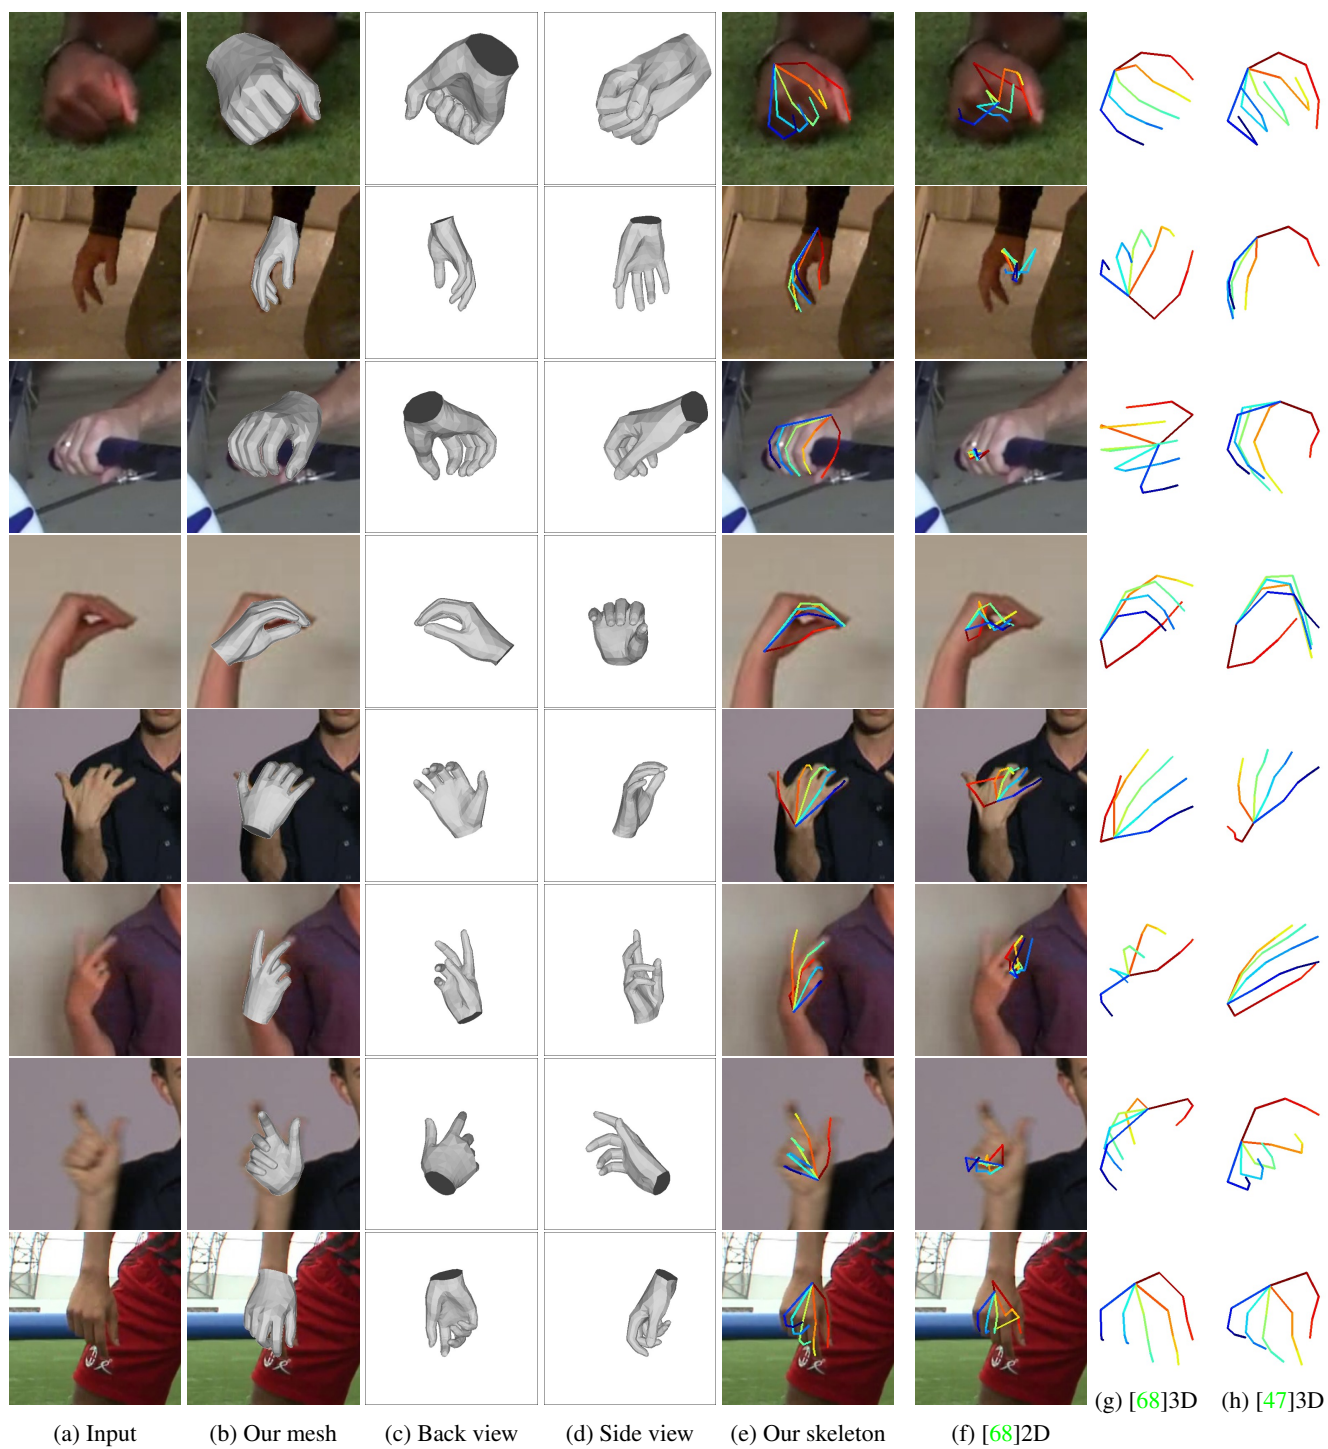 (g) [68]3D
(h) [47]3D
(a) Input
(b) Our mesh
(c) Back view
(d) Side view
(e) Our skeleton
(f) [68]2D